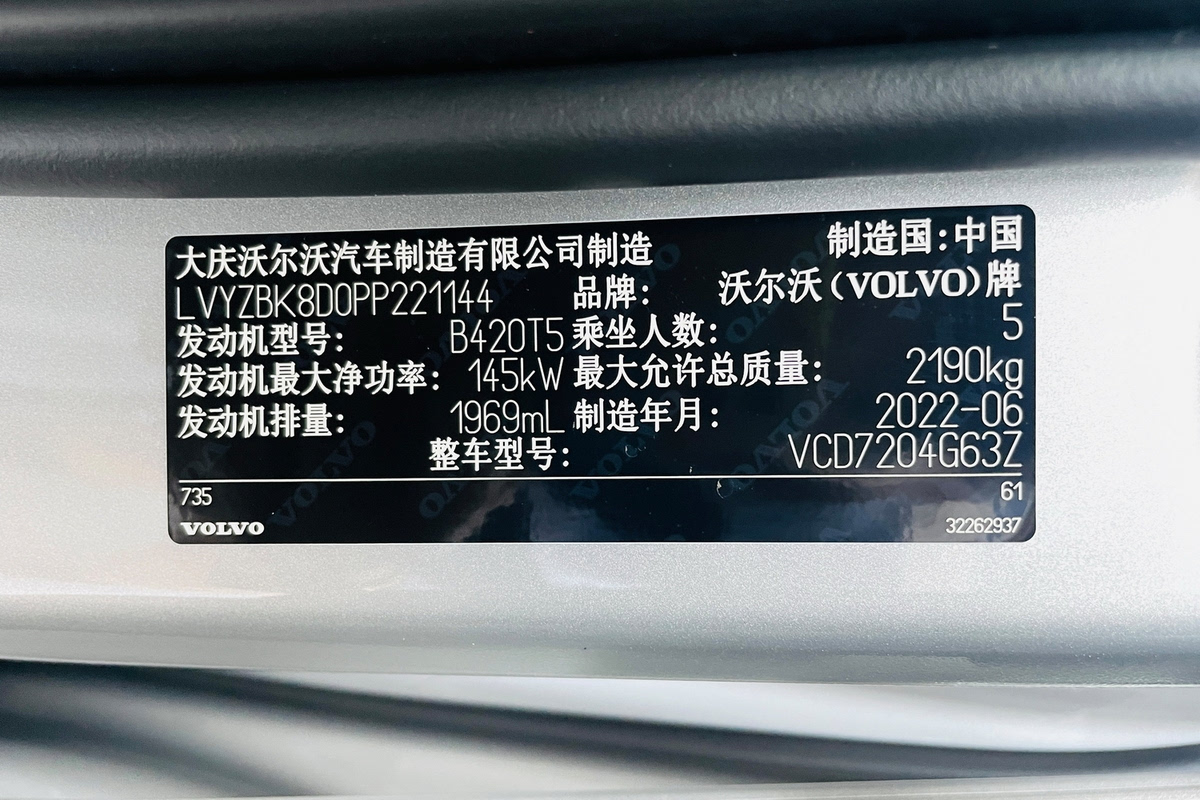 大庆沃尔沃汽车制造有限公司制造 制造国:中国
LVYZBK8D0PP221144 品牌: 沃尔沃(VOLVO)牌
发动机型号: B420T5 乘坐人数: 5
发动机最大净功率: 145kW 最大允许总质量: 2190kg
发动机排量: 1969mL 制造年月: 2022-06
整车型号: VCD7204G63Z
735 61
VOLVO 32262937